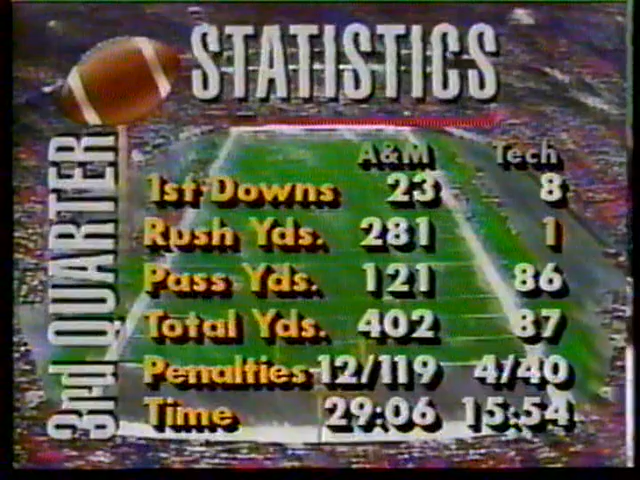 STATISTICS
3rd QUARTER
A&M Tech
1st Downs 23 8
Rush Yds. 281 1
Pass Yds. 121 86
Total Yds. 402 87
Penalties 12/119 4/40
Time 29:06 15:54